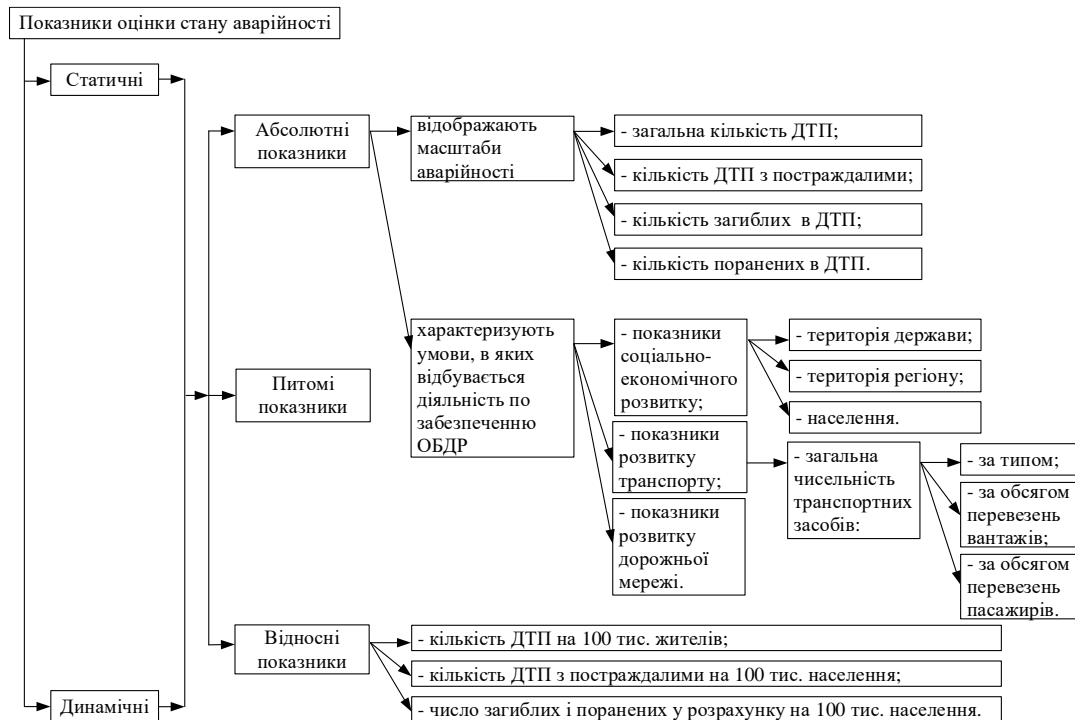 Показники оцінки стану аварійності
Статичні
Абсолютні
показники
відображають
масштаби
аварійності
- загальна кількість ДТП;
- кількість ДТП з постраждалими;
- кількість загиблих в ДТП;
- кількість поранених в ДТП.
характеризують
умови, в яких
відбувається
діяльність по
забезпеченню
ОБДР
- показники
соціально-
економічного
розвитку;
- територія держави;
- територія регіону;
- населення.
Питомі
показники
- показники
розвитку
транспорту;
- загальна
чисельність
транспортних
засобів:
- за типом;
- за обсягом
перевезень
вантажів;
- за обсягом
перевезень
пасажирів.
- показники
розвитку
дорожньої
мережі.
Відносні
показники
- кількість ДТП на 100 тис. жителів;
- кількість ДТП з постраждалими на 100 тис. населення;
- число загиблих і поранених у розрахунку на 100 тис. населення.
Динамічні